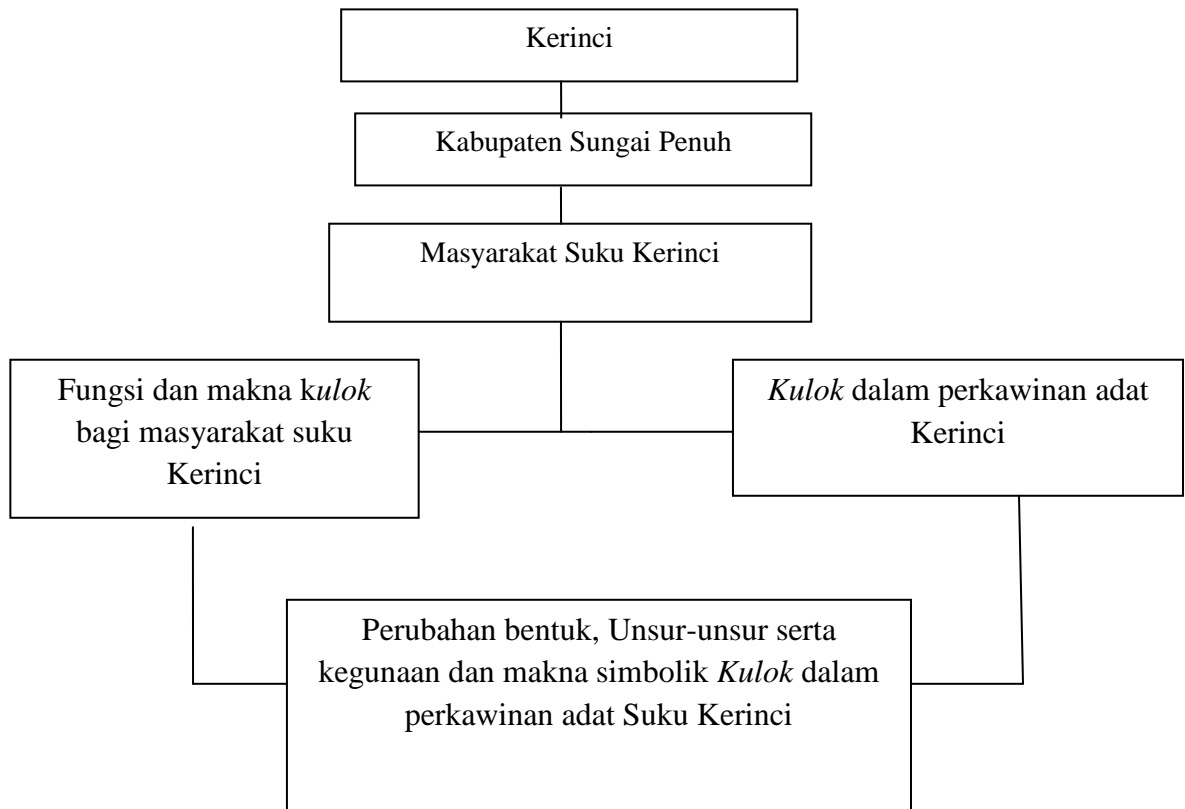 Kerinci
Kabupaten Sungai Penuh
Masyarakat Suku Kerinci
Fungsi dan makna kulok
bagi masyarakat suku
Kerinci
Kulok dalam perkawinan adat
Kerinci
Perubahan bentuk, Unsur-unsur serta
kegunaan dan makna simbolik Kulok dalam
perkawinan adat Suku Kerinci